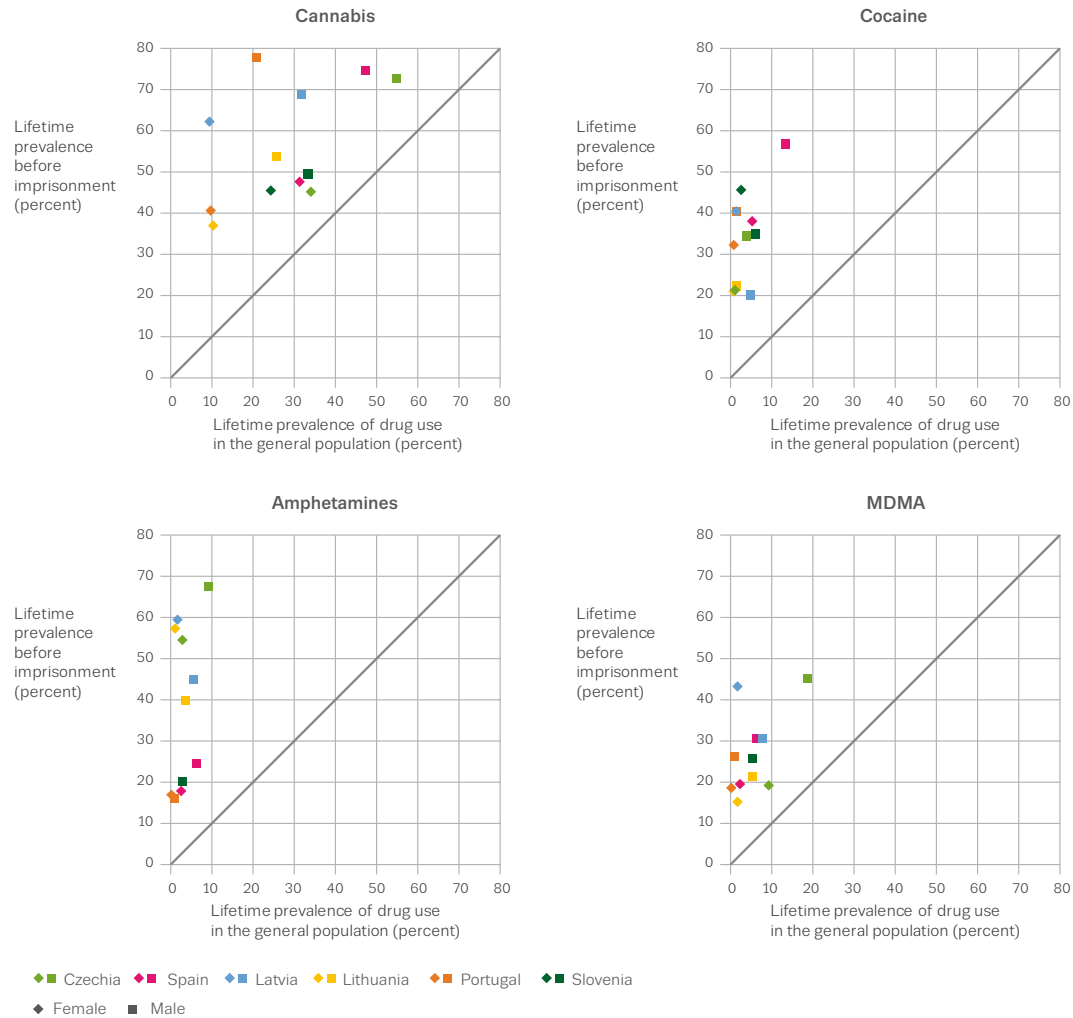 Cannabis
80
70
60
50
40
30
20
10
0
Lifetime
prevalence
before
imprisonment
(percent)
0 10 20 30 40 50 60 70 80
Lifetime prevalence of drug use
in the general population (percent)
Cocaine
80
70
60
50
40
30
20
10
0
Lifetime
prevalence
before
imprisonment
(percent)
0 10 20 30 40 50 60 70 80
Lifetime prevalence of drug use
in the general population (percent)
Amphetamines
80
70
60
50
40
30
20
10
0
Lifetime
prevalence
before
imprisonment
(percent)
0 10 20 30 40 50 60 70 80
Lifetime prevalence of drug use
in the general population (percent)
MDMA
80
70
60
50
40
30
20
10
0
Lifetime
prevalence
before
imprisonment
(percent)
0 10 20 30 40 50 60 70 80
Lifetime prevalence of drug use
in the general population (percent)
Czechia Spain Latvia Lithuania Portugal Slovenia
Female Male